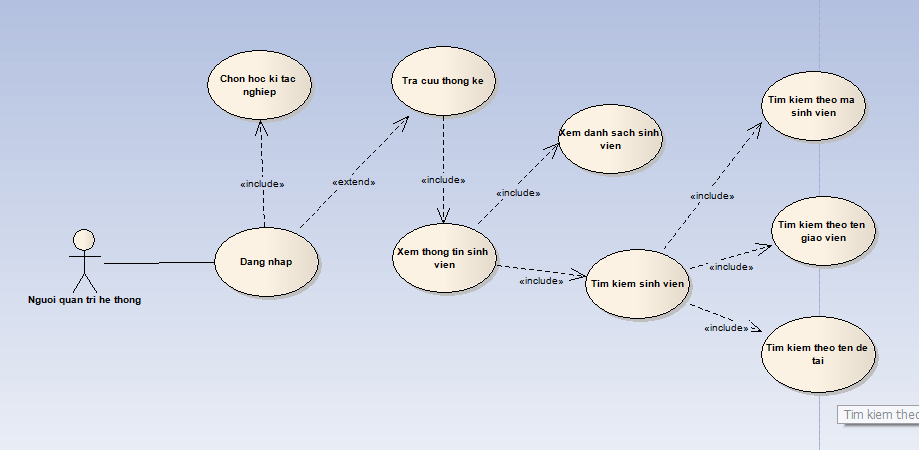 Chon hoc ki tac
nghiep
Tra cuu thong ke
Xem danh sach sinh
vien
Tim kiem theo ma
sinh vien
«include»
«extend»
«include»
«include»
«include»
Tim kiem theo ten
giao vien
Dang nhap
Xem thong tin sinh
vien
«include»
«include»
Tim kiem sinh vien
Nguoi quan tri he thong
«include»
Tim kiem theo ten de
tai
Tim kiem theo